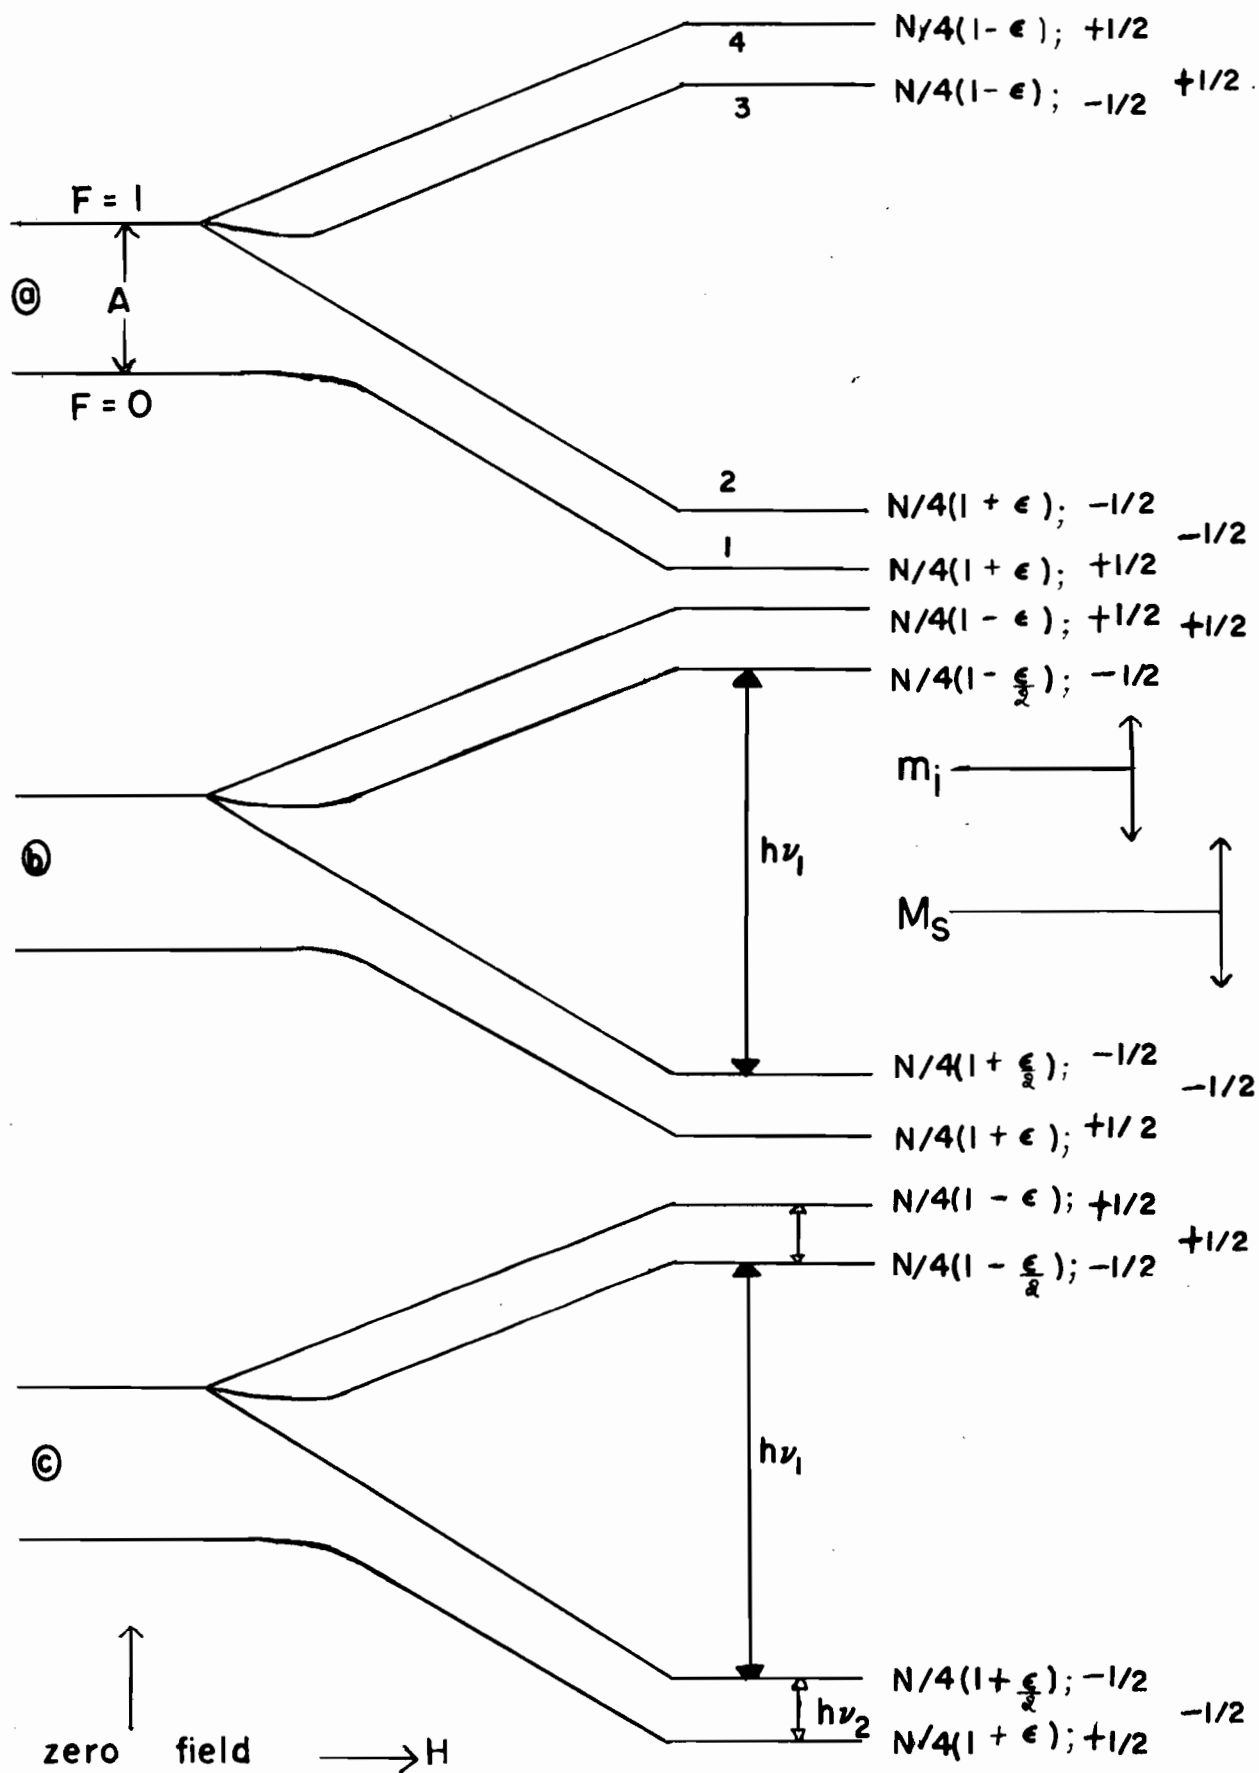 4 N/4(1- ϵ ); +1/2
3 N/4(1- ϵ); -1/2 +1/2
F = 1
ⓐ A
F = 0
2 N/4(1 + ϵ ); -1/2
-1/2
1 N/4(1 + ϵ ); +1/2
N/4(1 - ϵ ); +1/2 +1/2
N/4(1- ϵ/2 ); -1/2
mᵢ
ⓑ hν₁
M_S
N/4(1 + ϵ/2 ); -1/2
-1/2
N/4(1 + ϵ ); +1/2
N/4(1 - ϵ ); +1/2
+1/2
N/4(1 - ϵ/2 ); -1/2
ⓒ hν₁
N/4(1+ ϵ/2 ); -1/2
hν₂ -1/2
N/4(1 + ϵ ); +1/2
zero field → H